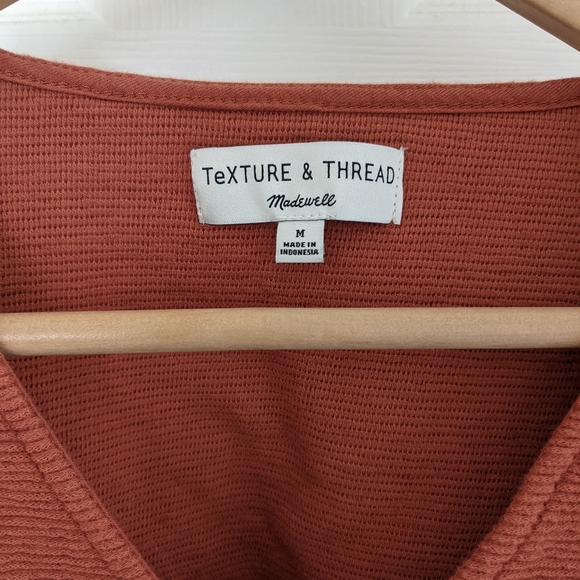 TeXTURE & THREAD
Madewell
M
MADE IN
INDONESIA